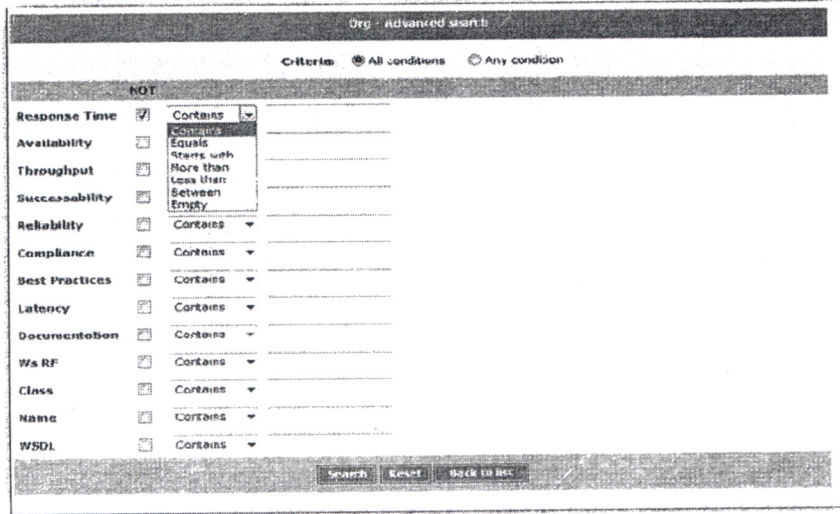 Org - Advanced search
Criteria: All conditions Any condition
NOT
Response Time Contains
Contains
Availability Equals
Starts with
Throughput More than
Less than
Successability Between
Empty
Reliability Contains
Compliance Contains
Best Practices Contains
Latency Contains
Documentation Contains
Ws RF Contains
Class Contains
Name Contains
WSDL Contains
Search Reset Back to list